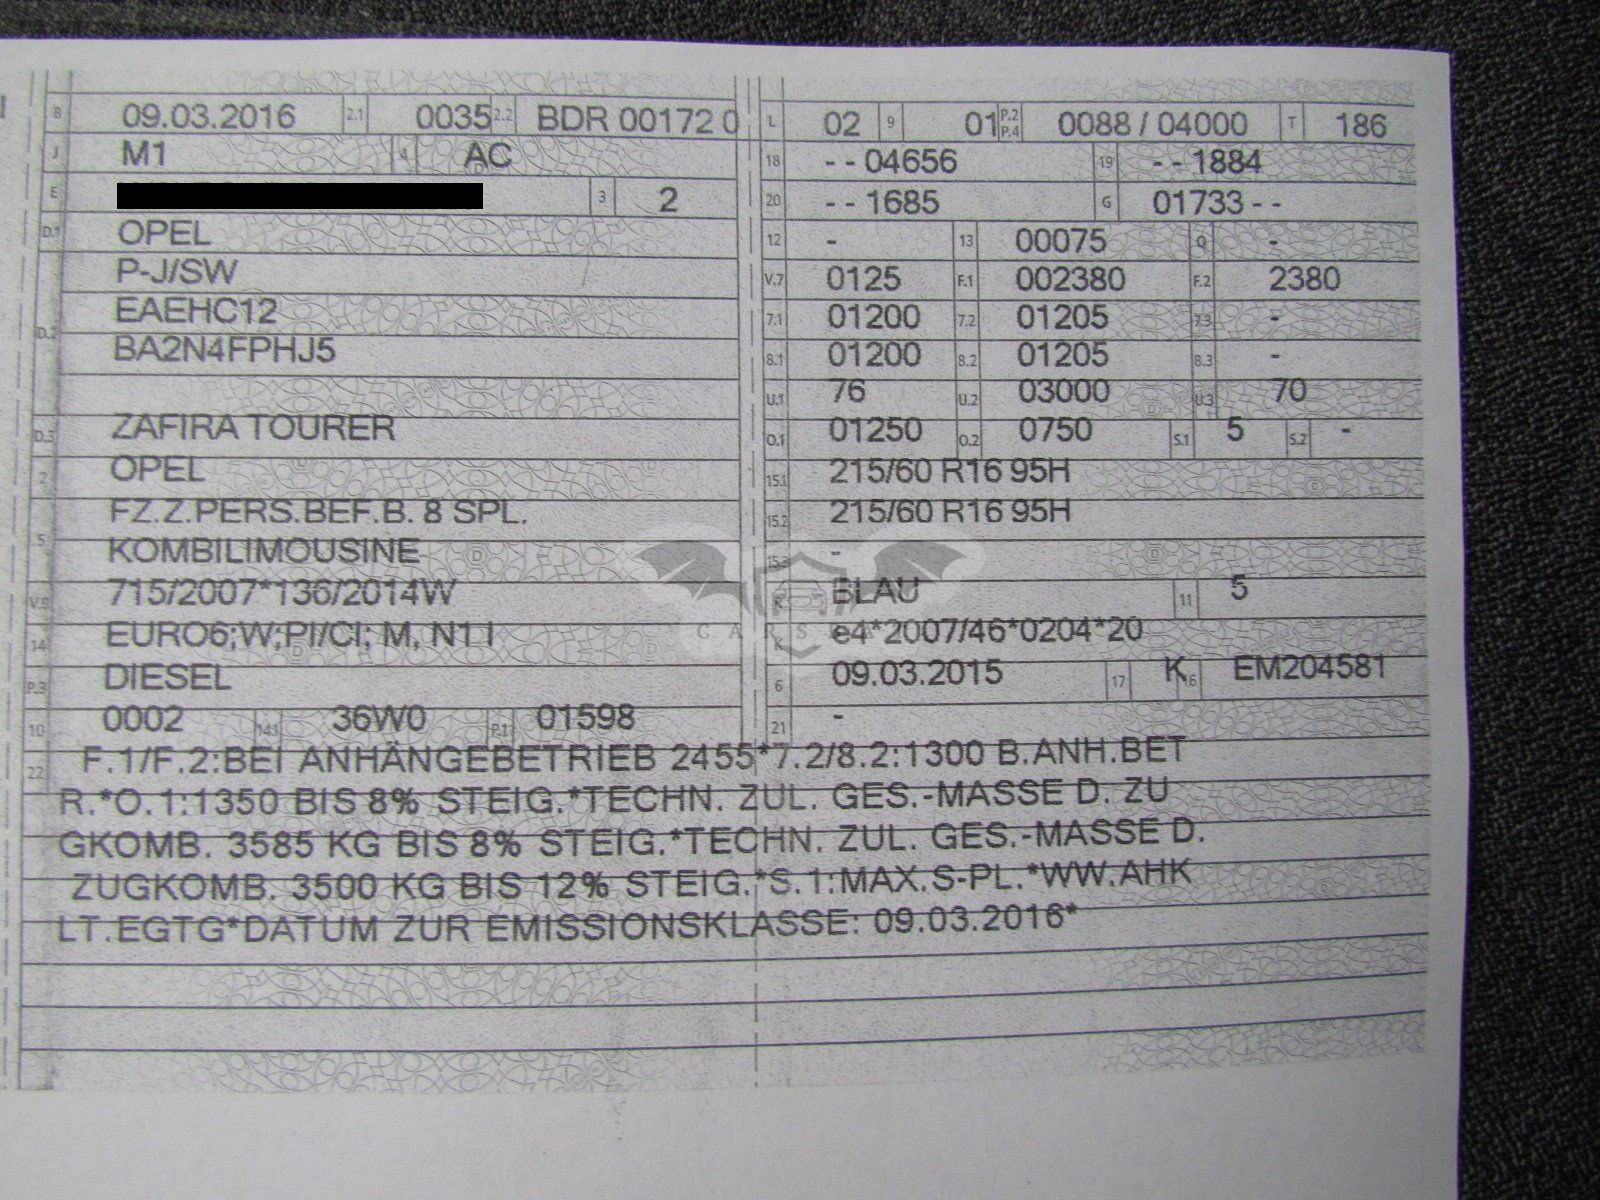 B 09.03.2016 2.1 0035 2.2 BDR 00172 0 L 02 9 01 P.2 P.4 0088 / 04000 T 186
J M1 4 AC 18 - - 04656 19 - - 1884
E 3 2 20 - - 1685 G 01733 - -
D.1 OPEL 12 - 13 00075 Q -
P-J/SW V.7 0125 F.1 002380 F.2 2380
D.2 EAEHC12 7.1 01200 7.2 01205 7.3 -
BA2N4FPHJ5 8.1 01200 8.2 01205 8.3 -
U.1 76 U.2 03000 U.3 70
D.3 ZAFIRA TOURER O.1 01250 O.2 0750 S.1 5 S.2 -
2 OPEL 15.1 215/60 R16 95H
5 FZ.Z.PERS.BEF.B. 8 SPL. 15.2 215/60 R16 95H
KOMBILIMOUSINE 15.3 -
V.9 715/2007*136/2014W R BLAU 11 5
14 EURO6;W;PI/CI; M, N1 I K e4*2007/46*0204*20
P.3 DIESEL 6 09.03.2015 17 K 16 EM204581
10 0002 14.1 36W0 P.1 01598 21 -
22 F.1/F.2:BEI ANHÄNGEBETRIEB 2455*7.2/8.2:1300 B.ANH.BET
R.*O.1:1350 BIS 8% STEIG.*TECHN. ZUL. GES.-MASSE D. ZU
GKOMB. 3585 KG BIS 8% STEIG.*TECHN. ZUL. GES.-MASSE D.
ZUGKOMB. 3500 KG BIS 12% STEIG.*S.1:MAX.S-PL.*WW.AHK
LT.EGTG*DATUM ZUR EMISSIONSKLASSE: 09.03.2016*